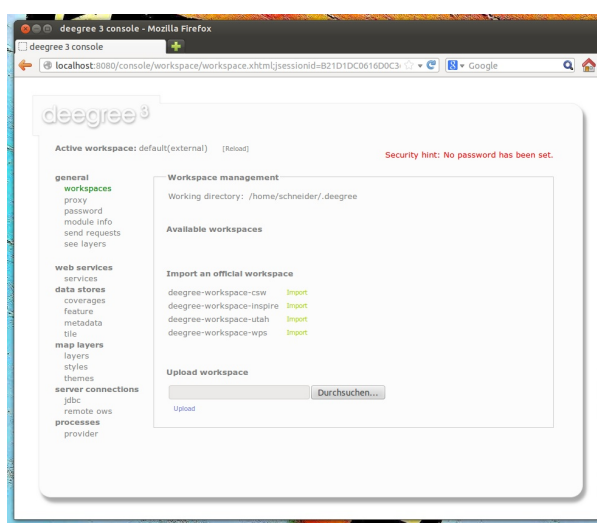 deegree 3 console - Mozilla Firefox
deegree 3 console
localhost:8080/console/workspace/workspace.xhtml;jsessionid=B21D1DC0616D0C3
Google
deegree 3
Active workspace: default(external) [Reload]
Security hint: No password has been set.
general
workspaces
proxy
password
module info
send requests
see layers
web services
services
data stores
coverages
feature
metadata
tile
map layers
layers
styles
themes
server connections
jdbc
remote ows
processes
provider
Workspace management
Working directory: /home/schneider/.deegree
Available workspaces
Import an official workspace
deegree-workspace-csw Import
deegree-workspace-inspire Import
deegree-workspace-utah Import
deegree-workspace-wps Import
Upload workspace
Durchsuchen...
Upload